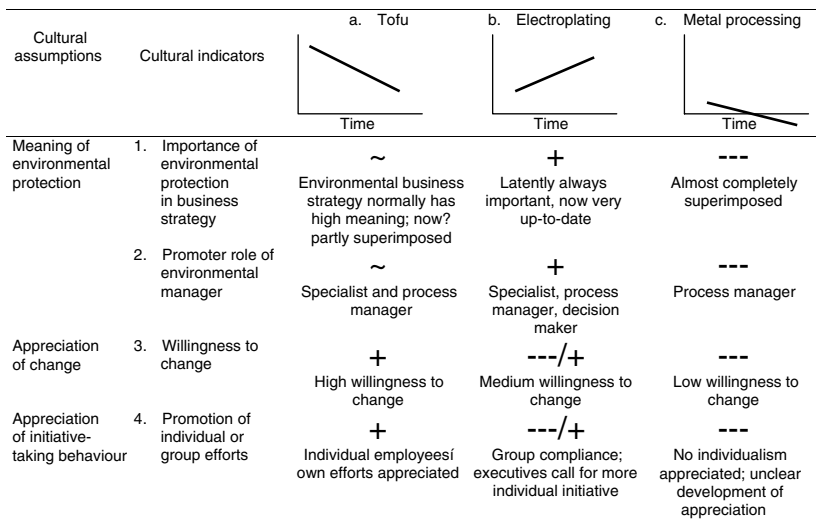 Cultural assumptions
Cultural indicators
a. Tofu
b. Electroplating
c. Metal processing
Time
Time
Time
Meaning of
environmental
protection
1. Importance of
environmental
protection
in business
strategy
~
Environmental business
strategy normally has
high meaning; now?
partly superimposed
+
Latently always
important, now very
up-to-date
---
Almost completely
superimposed
2. Promoter role of
environmental
manager
~
Specialist and process
manager
+
Specialist, process
manager, decision
maker
---
Process manager
Appreciation
of change
3. Willingness to
change
+
High willingness to
change
---/+
Medium willingness to
change
---
Low willingness to
change
Appreciation
of initiative-
taking behaviour
4. Promotion of
individual or
group efforts
+
Individual employeesí
own efforts appreciated
---/+
Group compliance;
executives call for more
individual initiative
---
No individualism
appreciated; unclear
development of
appreciation